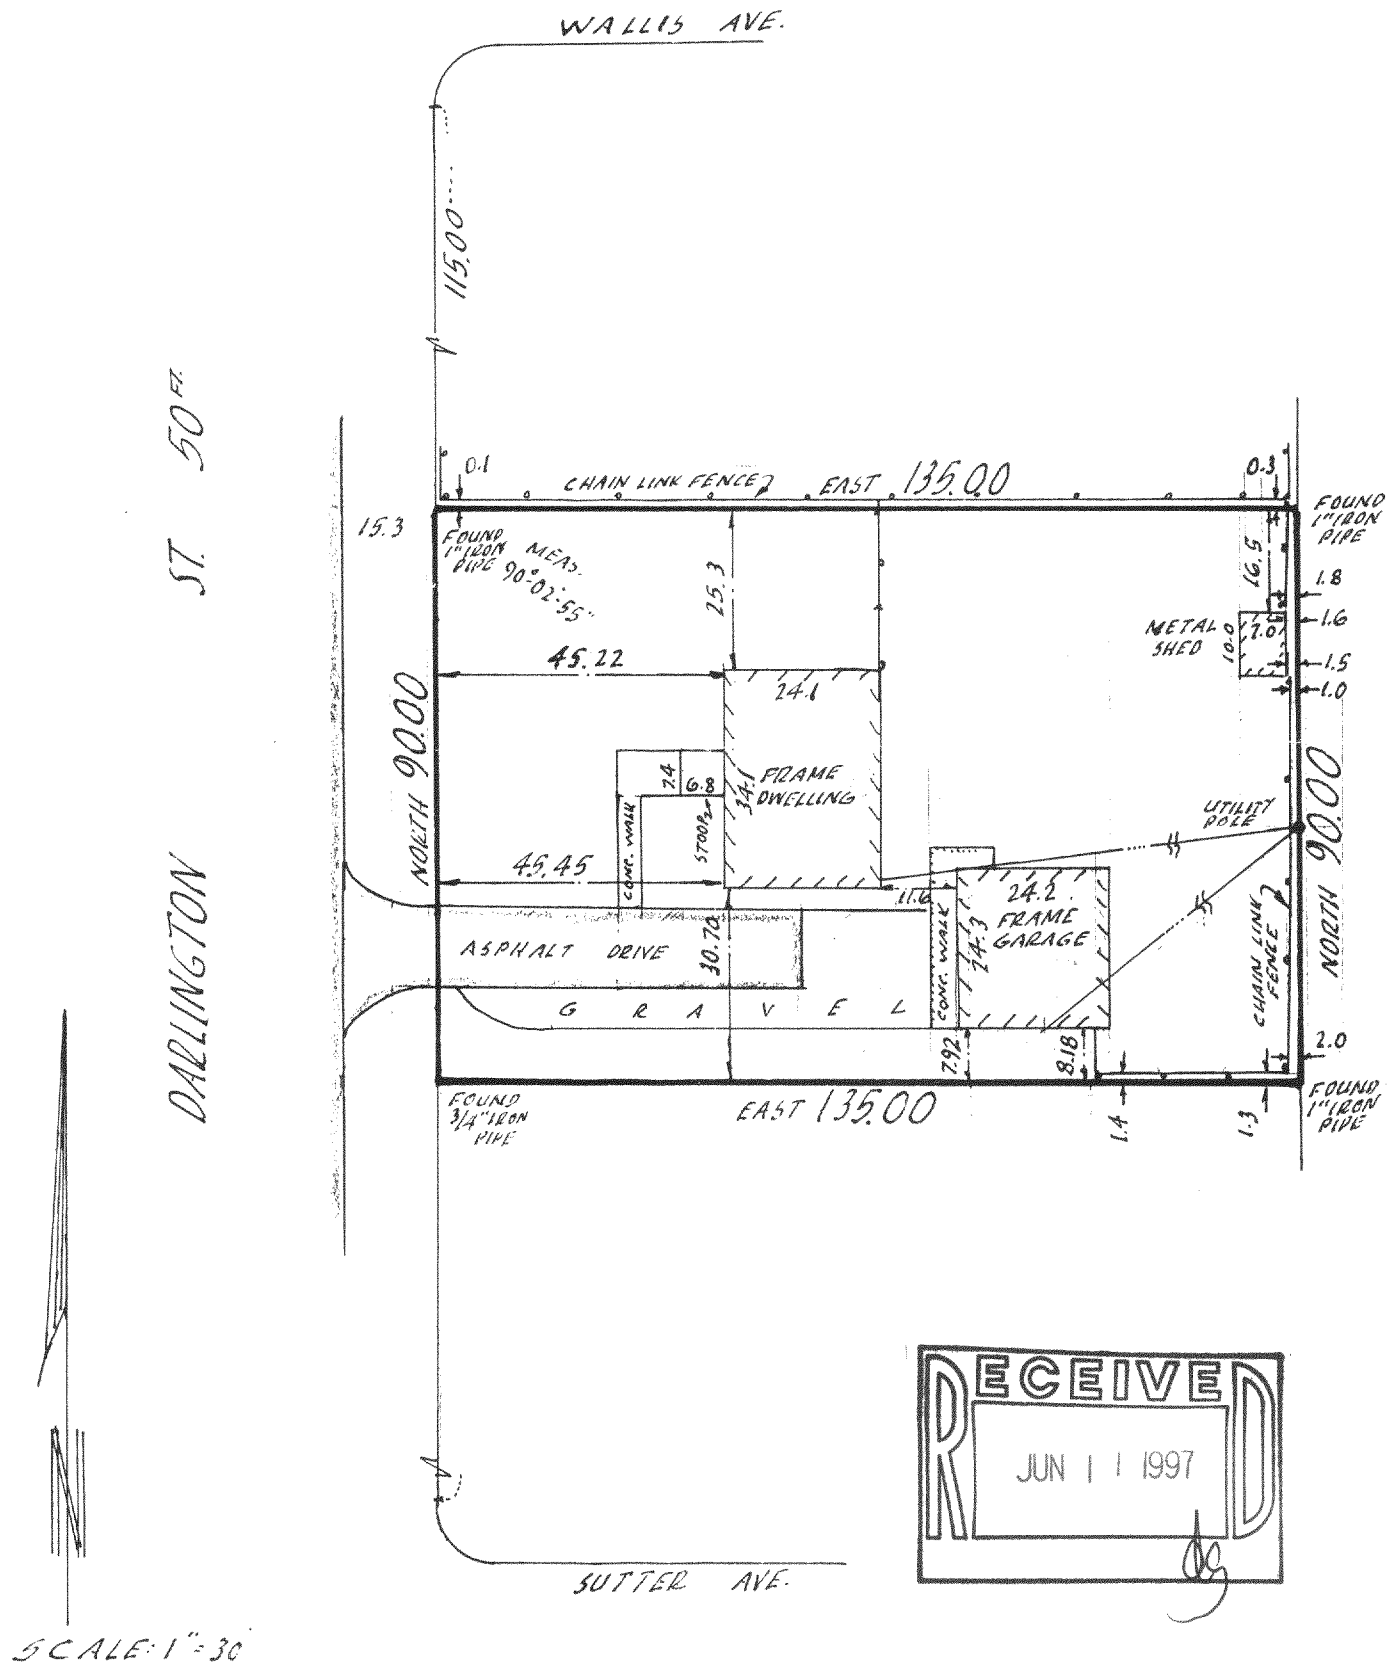 WALLIS AVE.
115.00
ST. 50 FT.
DARLINGTON
0.1
CHAIN LINK FENCE
EAST 135.00
0.3
15.3
FOUND
1" IRON
PIPE
MEAS.
90°-02'-55"
FOUND
1" IRON
PIPE
25.3
16.5
1.8
1.6
1.5
1.0
METAL
SHED
10.0
7.0
45.22
24.1
NORTH 90.00
7.4
6.8
34.1
FRAME
DWELLING
STOOP
CONC. WALK
45.45
UTILITY
POLE
NORTH 90.00
11.6
24.2
FRAME
GARAGE
24.3
CONC. WALK
CHAIN LINK
FENCE
ASPHALT DRIVE
30.70
GRAVEL
7.92
8.18
2.0
FOUND
3/4" IRON
PIPE
EAST 135.00
1.4
1.3
FOUND
1" IRON
PIPE
RECEIVED
JUN 11 1997
dg
SUTTER AVE.
N
SCALE: 1"=30'